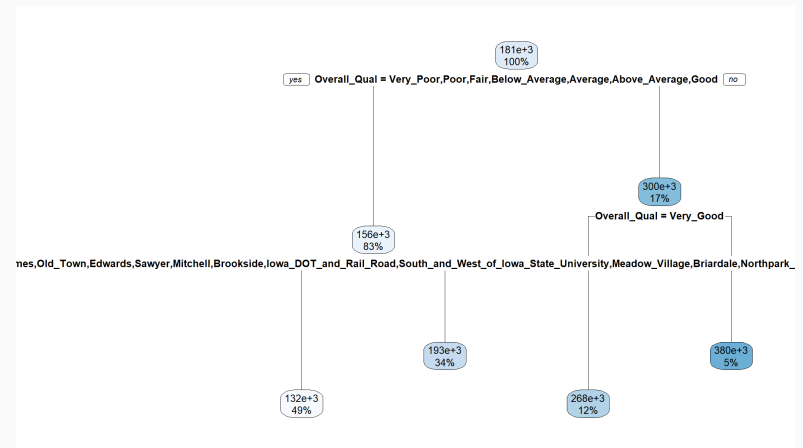 181e+3
100%
yes Overall_Qual = Very_Poor,Poor,Fair,Below_Average,Average,Above_Average,Good no
300e+3
17%
Overall_Qual = Very_Good
156e+3
83%
mes,Old_Town,Edwards,Sawyer,Mitchell,Brookside,Iowa_DOT_and_Rail_Road,South_and_West_of_Iowa_State_University,Meadow_Village,Briardale,Northpark_
193e+3
34%
380e+3
5%
132e+3
49%
268e+3
12%